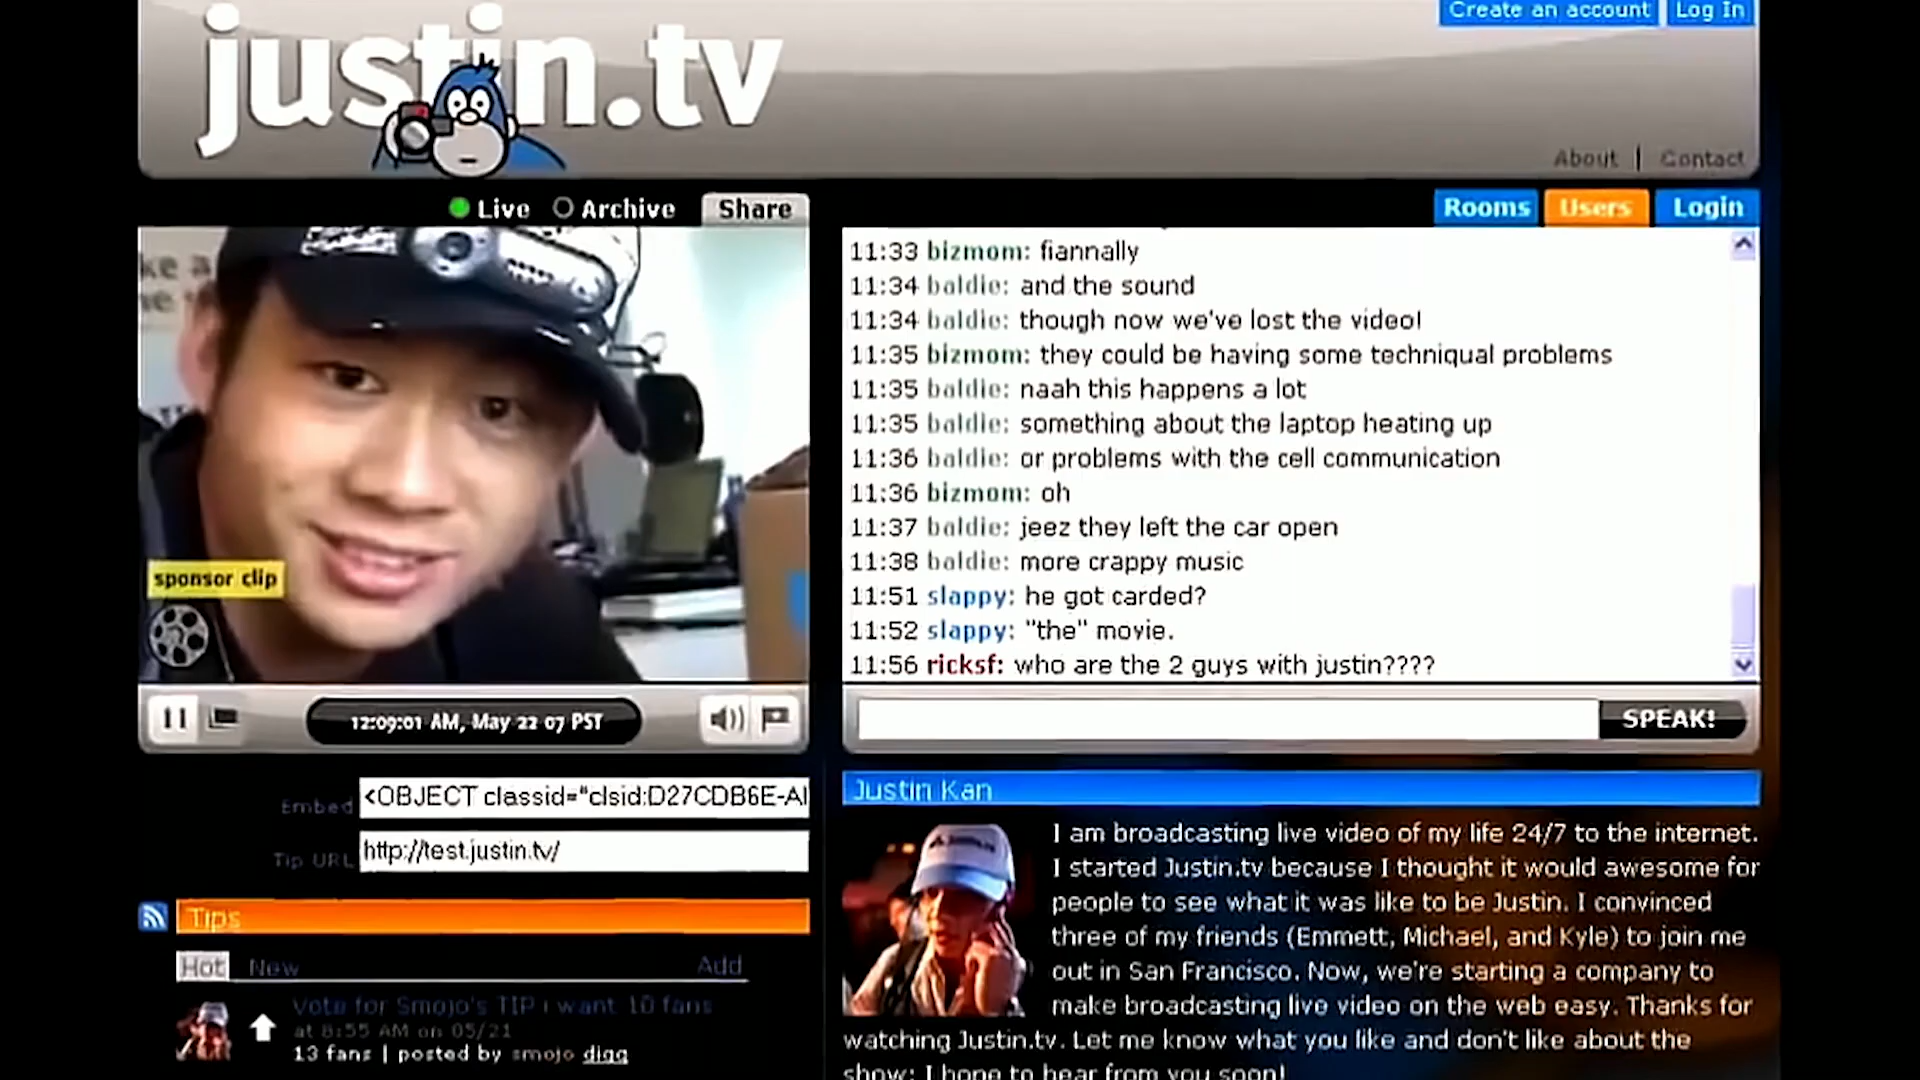 Create an account
Log In
justin.tv
About | Contact
Live
Archive
Share
Rooms
Users
Login
11:33 bizmom: fiannally
11:34 baldie: and the sound
11:34 baldie: though now we've lost the video!
11:35 bizmom: they could be having some techniqual problems
11:35 baldie: naah this happens a lot
11:35 baldie: something about the laptop heating up
11:36 baldie: or problems with the cell communication
11:36 bizmom: oh
11:37 baldie: jeez they left the car open
11:38 baldie: more crappy music
11:51 slappy: he got carded?
11:52 slappy: "the" movie.
11:56 ricksf: who are the 2 guys with justin????
sponsor clip
12:09:01 AM, May 22 07 PST
SPEAK!
Embed <OBJECT classid="clsid:D27CDB6E-A
Tip URL http://test.justin.tv/
Tips
Hot New Add
Vote for Smojo's TIP i want 10 fans
at 8:55 AM on 05/21
13 fans | posted by smojo digg
Justin Kan
I am broadcasting live video of my life 24/7 to the internet.
I started Justin.tv because I thought it would awesome for
people to see what it was like to be Justin. I convinced
three of my friends (Emmett, Michael, and Kyle) to join me
out in San Francisco. Now, we're starting a company to
make broadcasting live video on the web easy. Thanks for
watching Justin.tv. Let me know what you like and don't like about the
show; I hope to hear from you soon!